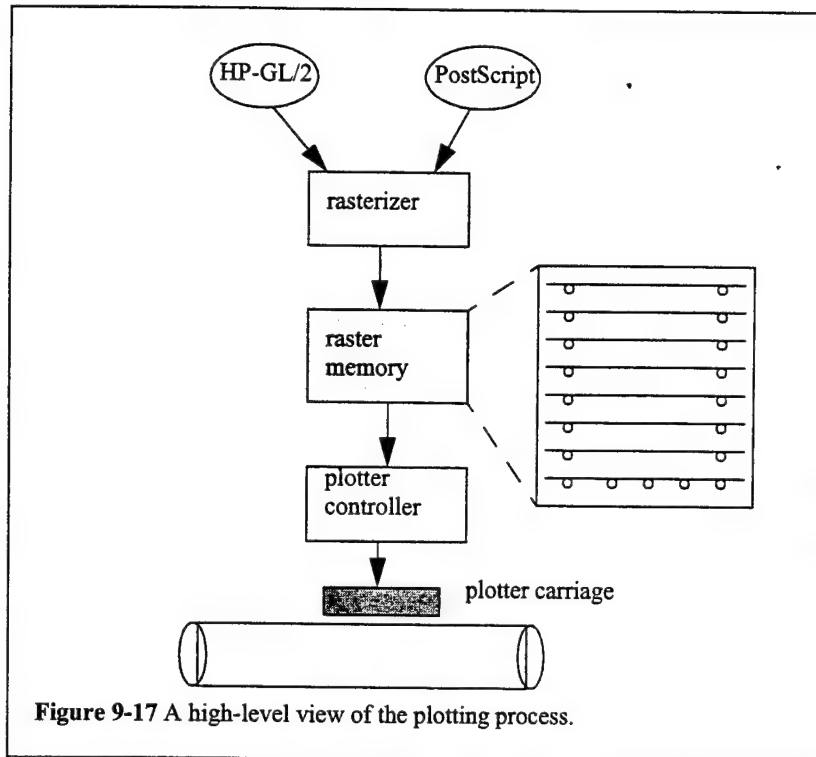 HP-GL/2
PostScript
rasterizer
raster
memory
plotter
controller
plotter carriage
Figure 9-17 A high-level view of the plotting process.